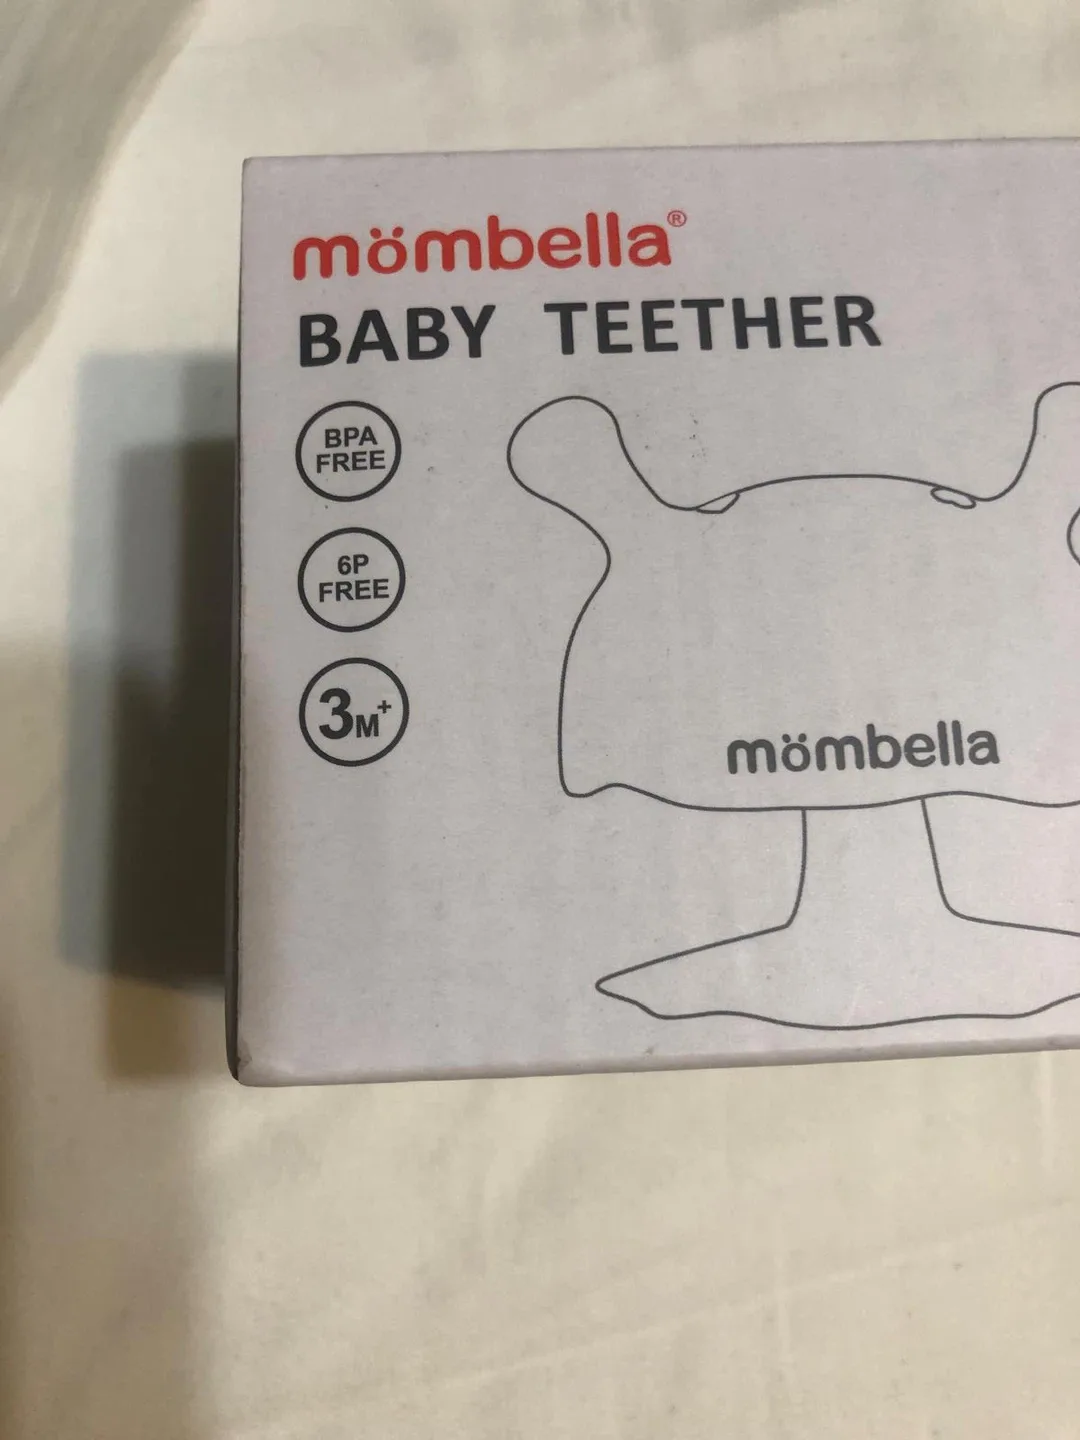 mömbella®
BABY TEETHER
BPA
FREE
6P
FREE
3M+
mömbella